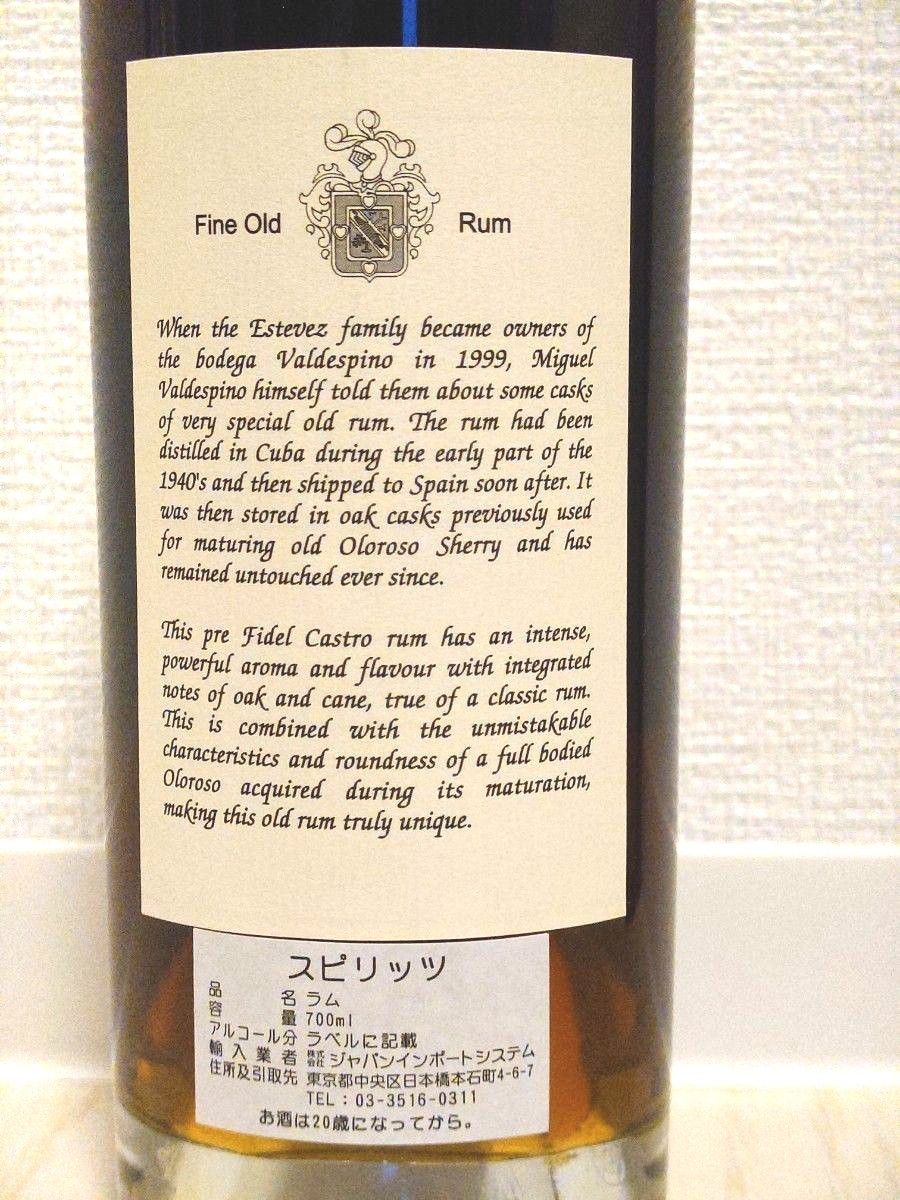 Fine Old Rum
When the Estevez family became owners of
the bodega Valdespino in 1999, Miguel
Valdespino himself told them about some casks
of very special old rum. The rum had been
distilled in Cuba during the early part of the
1940's and then shipped to Spain soon after. It
was then stored in oak casks previously used
for maturing old Oloroso Sherry and has
remained untouched ever since.
This pre Fidel Castro rum has an intense,
powerful aroma and flavour with integrated
notes of oak and cane, true of a classic rum.
This is combined with the unmistakable
characteristics and roundness of a full bodied
Oloroso acquired during its maturation,
making this old rum truly unique.
スピリッツ
品名 ラム
容量 700ml
アルコール分 ラベルに記載
輸入業者 株式会社 ジャパンインポートシステム
住所及引取先 東京都中央区日本橋本石町4-6-7
TEL：03-3516-0311
お酒は20歳になってから。